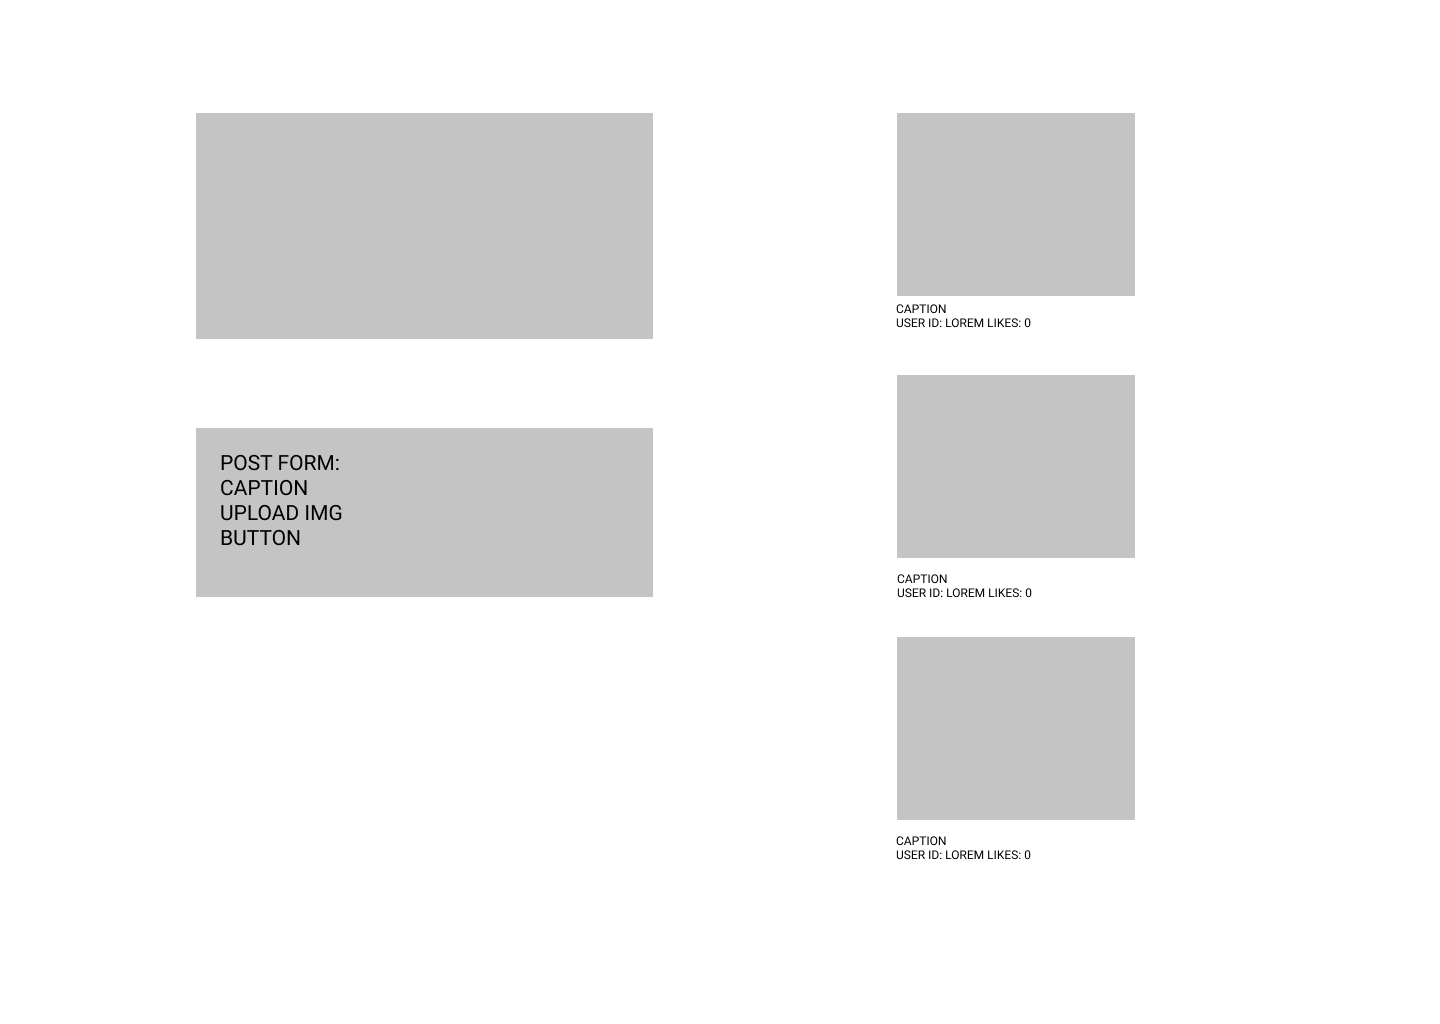 POST FORM:
CAPTION
UPLOAD IMG
BUTTON
CAPTION
USER ID: LOREM LIKES: 0
CAPTION
USER ID: LOREM LIKES: 0
CAPTION
USER ID: LOREM LIKES: 0